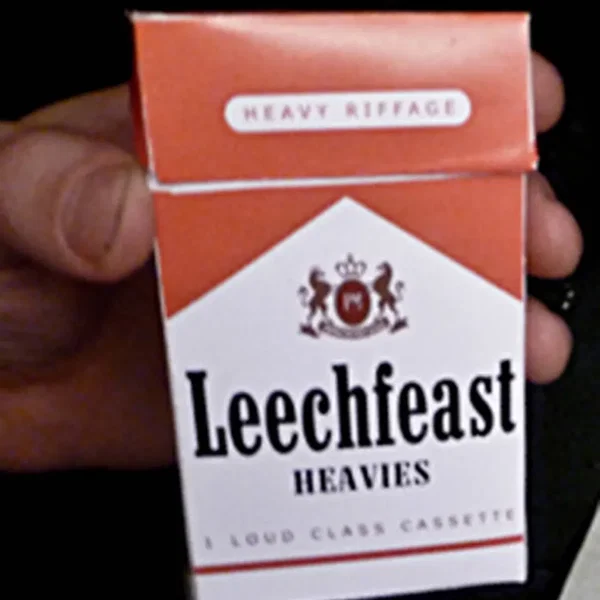 HEAVY RIFFAGE
Leechfeast
HEAVIES
1 LOUD CLASS CASSETTE